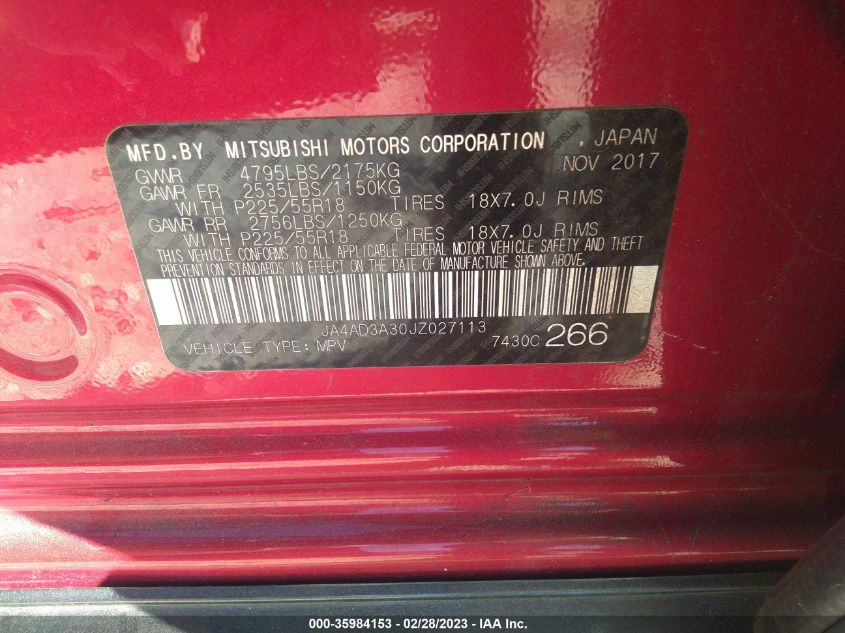 MFD.BY MITSUBISHI MOTORS CORPORATION , JAPAN
GVWR 4795LBS/2175KG NOV 2017
GAWR FR 2535LBS/1150KG
WITH P225/55R18 TIRES 18X7.0J RIMS
GAWR RR 2756LBS/1250KG
WITH P225/55R18 TIRES 18X7.0J RIMS
THIS VEHICLE CONFORMS TO ALL APPLICABLE FEDERAL MOTOR VEHICLE SAFETY AND THEFT
PREVENTION STANDARDS IN EFFECT ON THE DATE OF MANUFACTURE SHOWN ABOVE.
JA4AD3A30JZ027113
VEHICLE TYPE: MPV 7430C 266
000-35984153 - 02/28/2023 - IAA Inc.